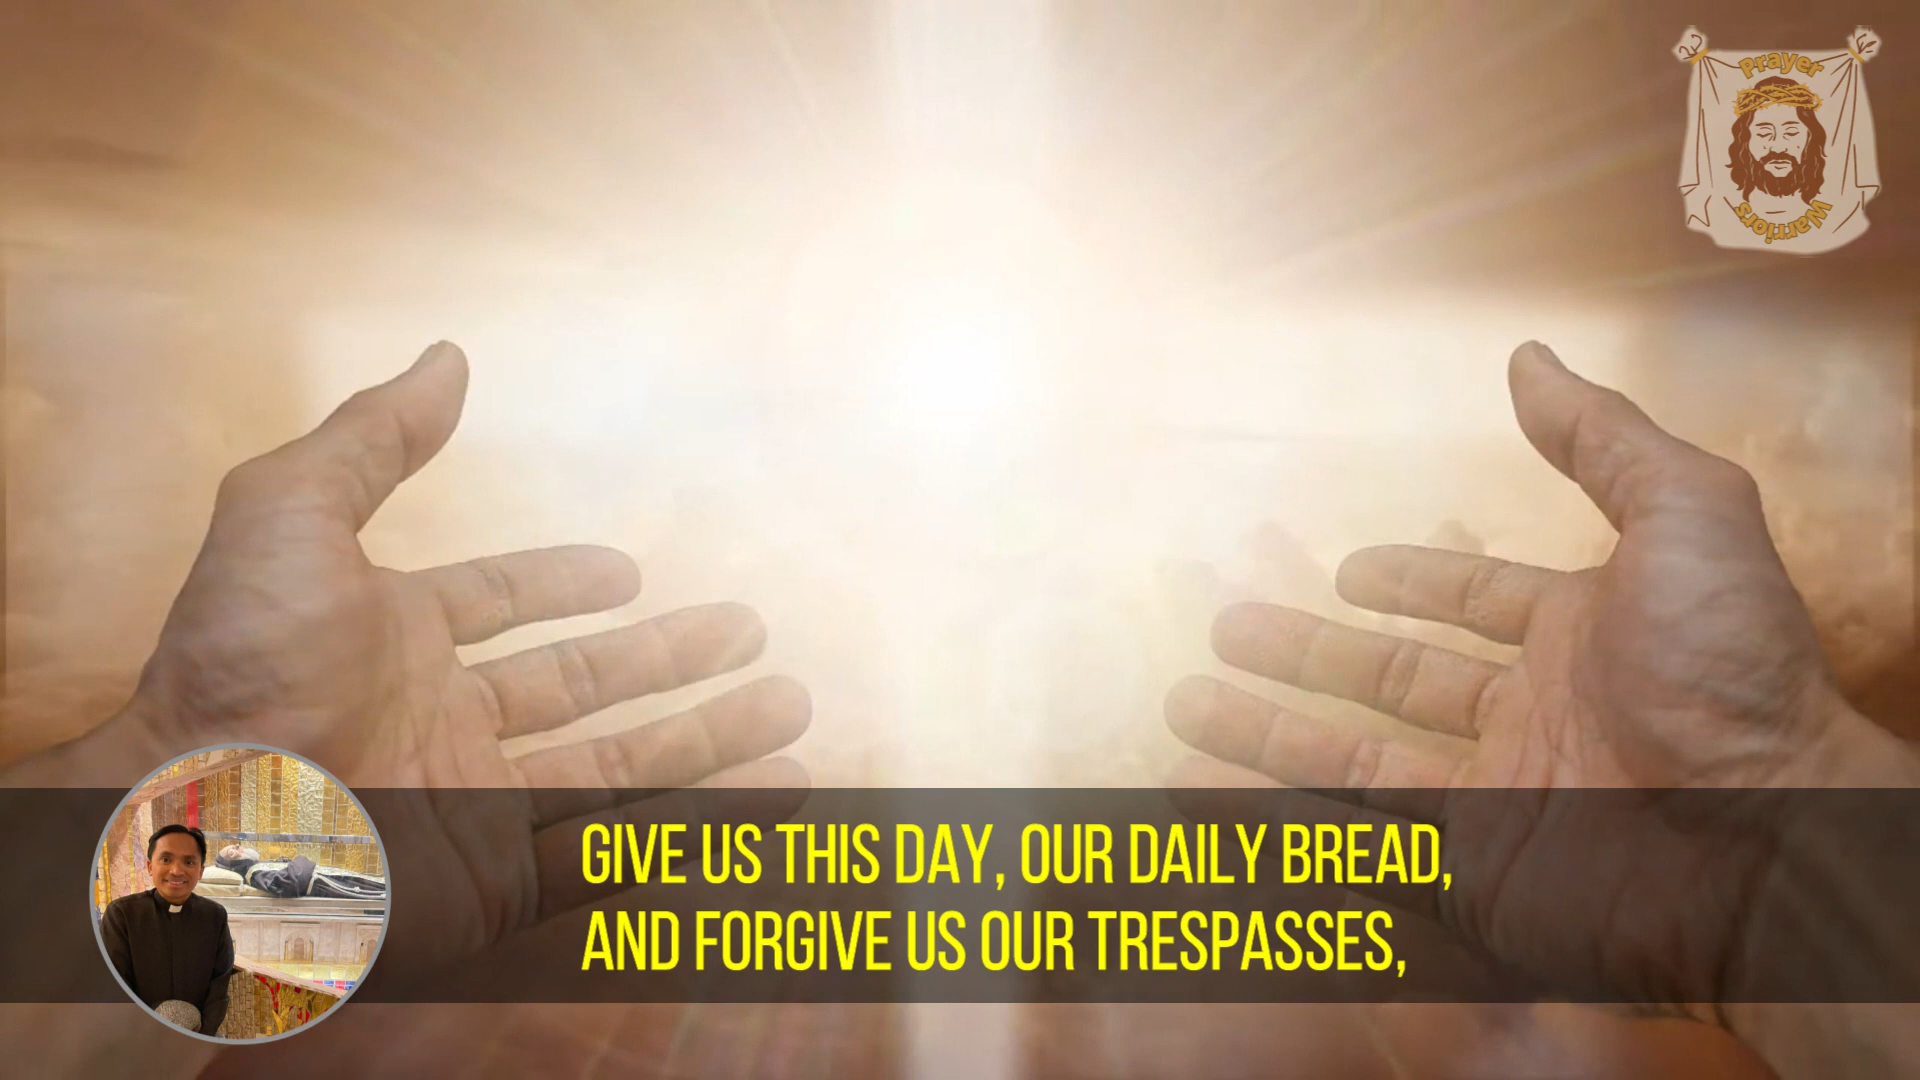 Prayer
Warriors
GIVE US THIS DAY, OUR DAILY BREAD,
AND FORGIVE US OUR TRESPASSES,